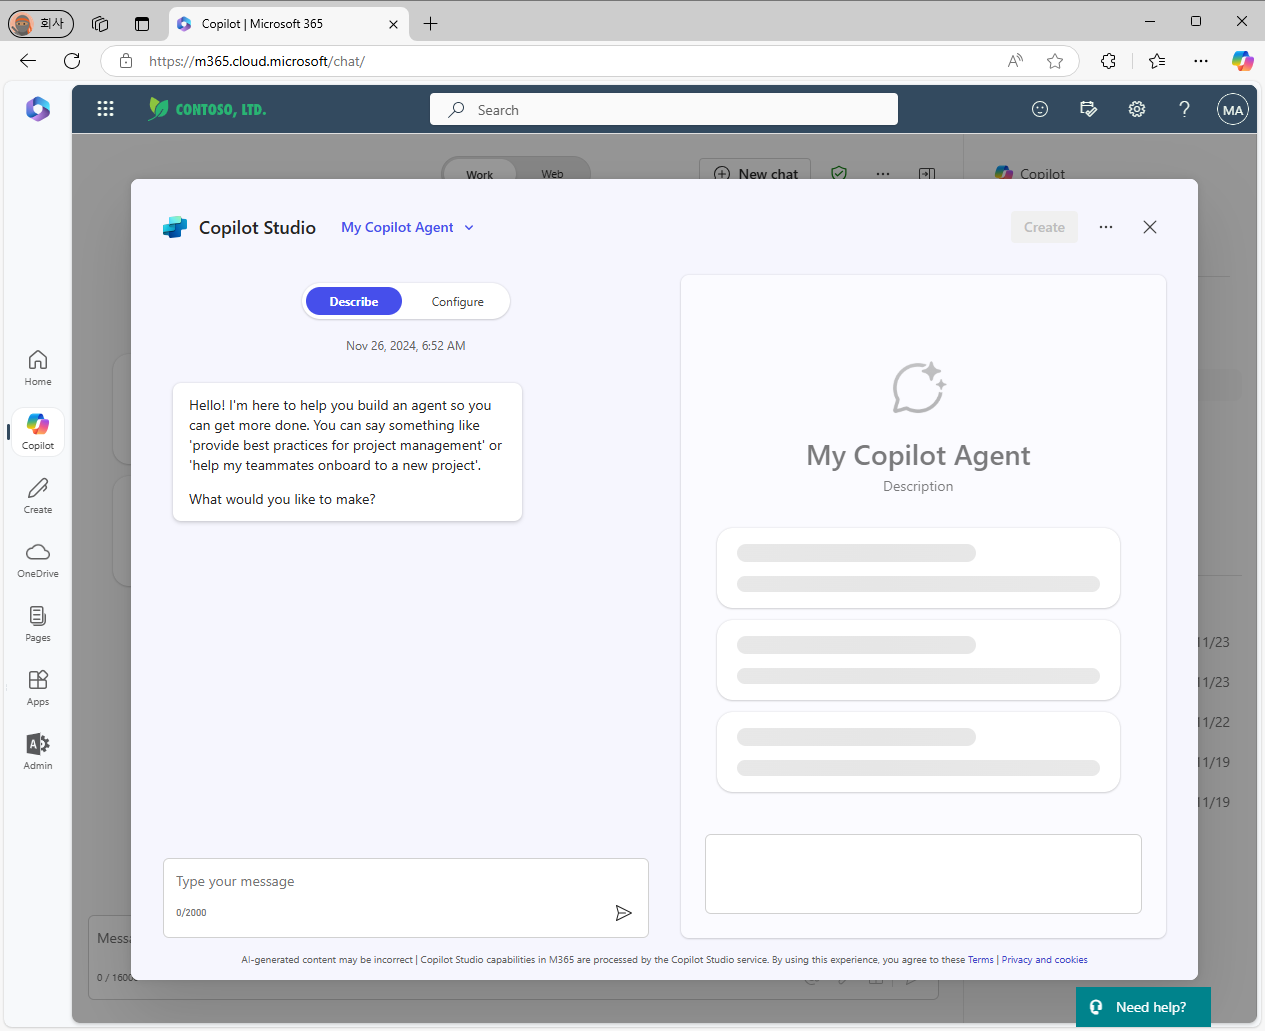 회사
Copilot | Microsoft 365
https://m365.cloud.microsoft/chat/
CONTOSO, LTD.
Search
MA
Work
Web
New chat
Copilot
Copilot Studio
My Copilot Agent
Create
Describe
Configure
Nov 26, 2024, 6:52 AM
Hello! I'm here to help you build an agent so you
can get more done. You can say something like
'provide best practices for project management' or
'help my teammates onboard to a new project'.
What would you like to make?
My Copilot Agent
Description
Home
Copilot
Create
OneDrive
Pages
Apps
Admin
11/23
11/23
11/22
11/19
11/19
Type your message
0/2000
AI-generated content may be incorrect | Copilot Studio capabilities in M365 are processed by the Copilot Studio service. By using this experience, you agree to these Terms | Privacy and cookies
Need help?